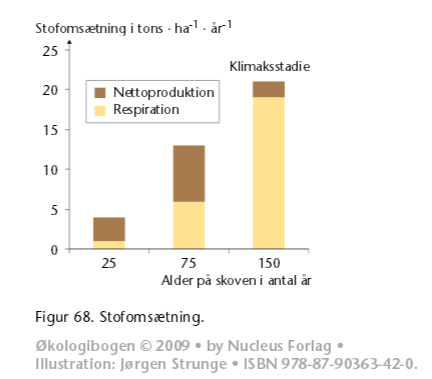 Stofomsætning i tons · ha-1 · år-1
25
20
15
10
5
0
Klimaksstadie
Nettoproduktion
Respiration
25 75 150
Alder på skoven i antal år
Figur 68. Stofomsætning.
Økologibogen © 2009 • by Nucleus Forlag •
Illustration: Jørgen Strunge • ISBN 978-87-90363-42-0.